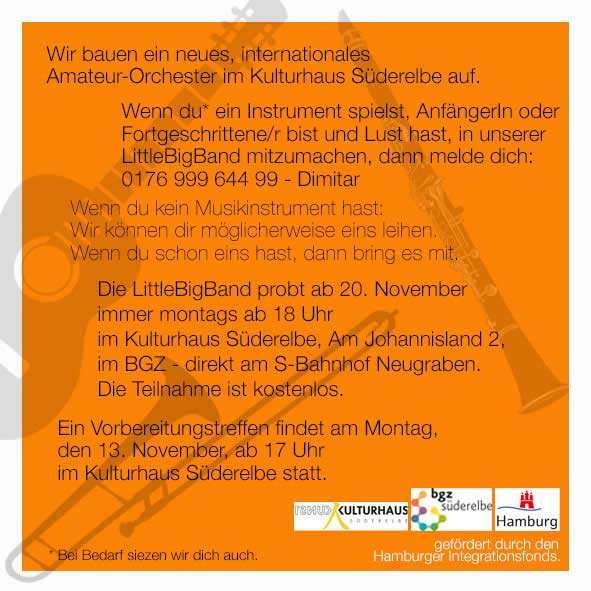 Wir bauen ein neues, internationales
Amateur-Orchester im Kulturhaus Süderelbe auf.
Wenn du* ein Instrument spielst, AnfängerIn oder
Fortgeschrittene/r bist und Lust hast, in unserer
LittleBigBand mitzumachen, dann melde dich:
0176 999 644 99 - Dimitar
Wenn du kein Musikinstrument hast:
Wir können dir möglicherweise eins leihen.
Wenn du schon eins hast, dann bring es mit.
Die LittleBigBand probt ab 20. November
immer montags ab 18 Uhr
im Kulturhaus Süderelbe, Am Johannisland 2,
im BGZ - direkt am S-Bahnhof Neugraben.
Die Teilnahme ist kostenlos.
Ein Vorbereitungstreffen findet am Montag,
den 13. November, ab 17 Uhr
im Kulturhaus Süderelbe statt.
KUNST KULTURHAUS
SÜDERELBE
bgz
süderelbe
Hamburg
* Bei Bedarf siezen wir dich auch.
gefördert durch den
Hamburger Integrationsfonds.